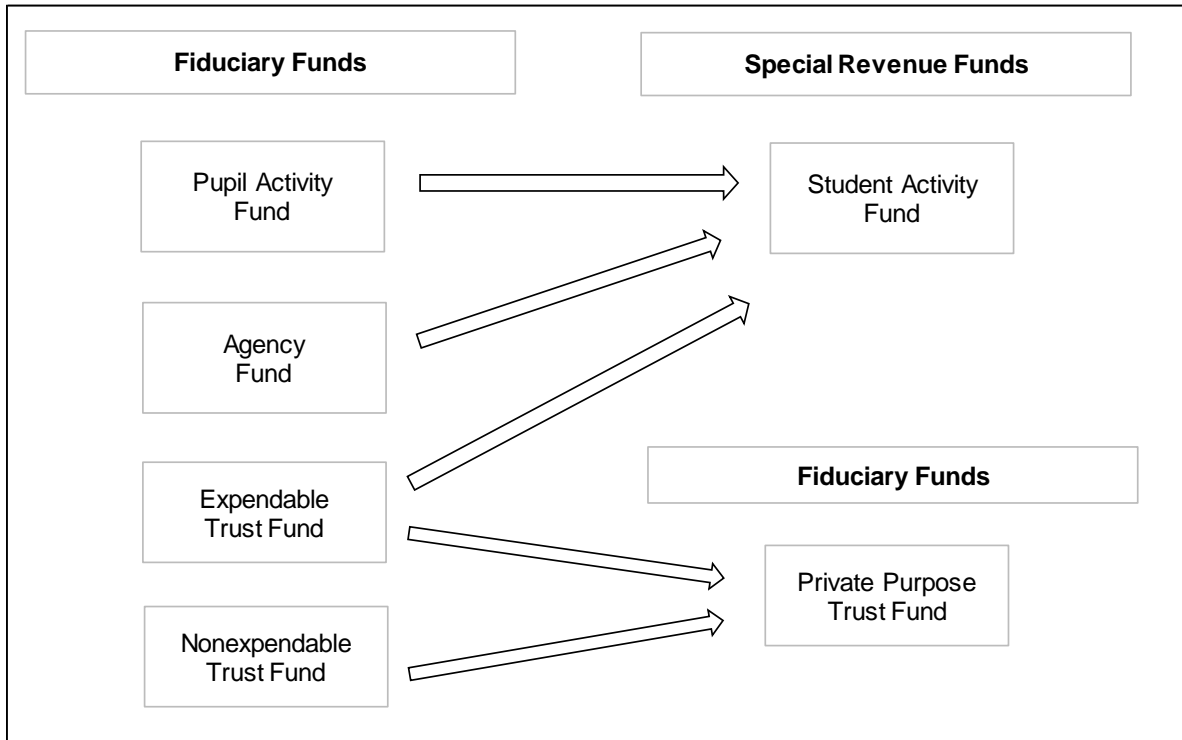 Fiduciary Funds
Special Revenue Funds
Pupil Activity
Fund
Student Activity
Fund
Agency
Fund
Expendable
Trust Fund
Fiduciary Funds
Private Purpose
Trust Fund
Nonexpendable
Trust Fund